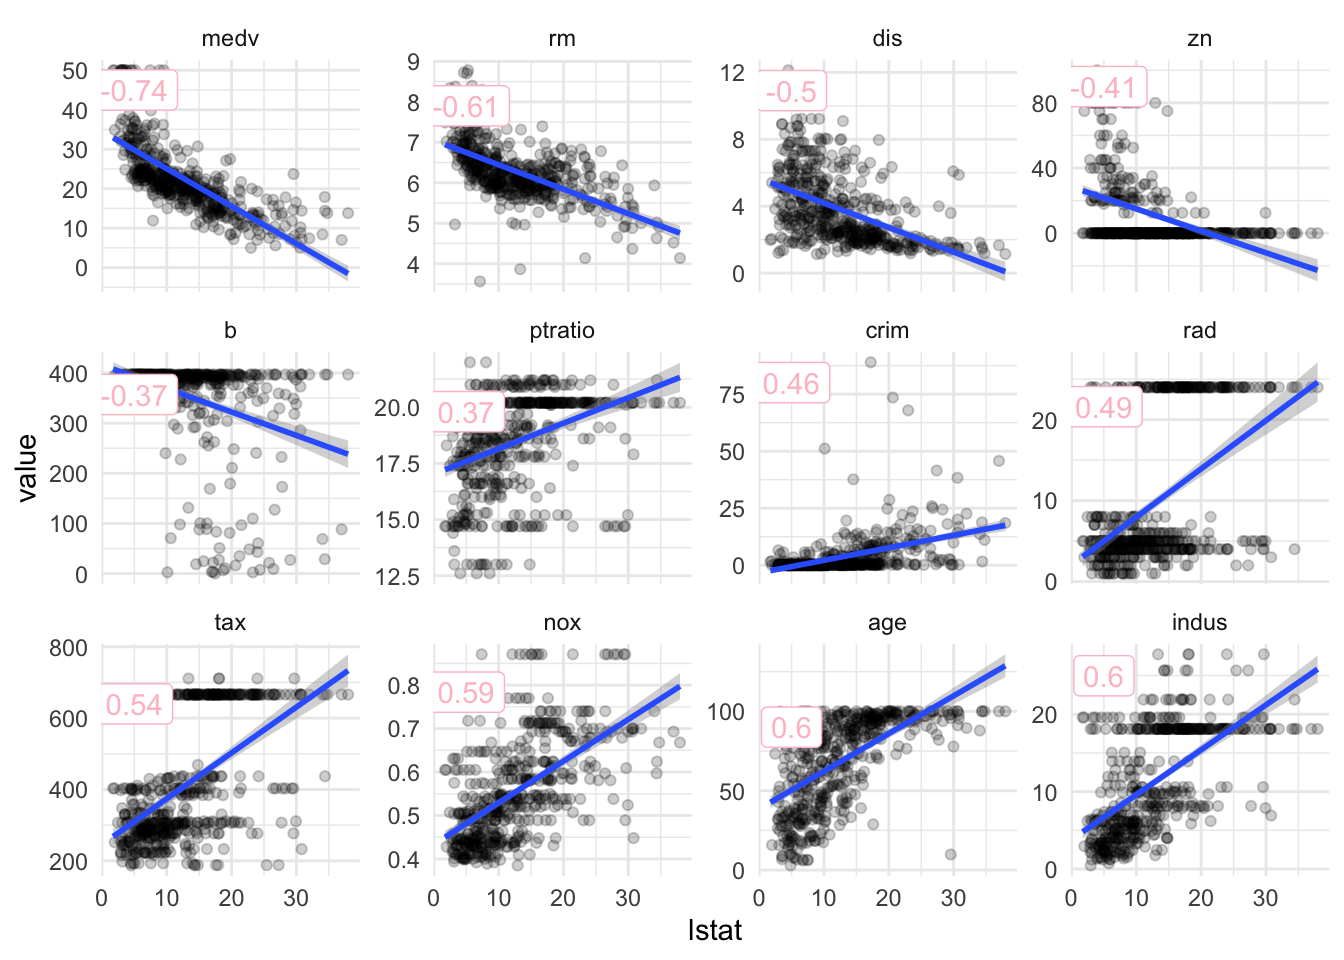 medv rm dis zn
50 40 30 20 10 0 -0.74
9 8 7 6 5 4 -0.61
12 8 4 0 -0.5
80 40 0 -0.41
b ptratio crim rad
400 300 200 100 0 -0.37
20.0 17.5 15.0 12.5 0.37
75 50 25 0 0.46
20 10 0 0.49
value
tax nox age indus
800 600 400 200 0.54
0.8 0.7 0.6 0.5 0.4 0.59
100 50 0 0.6
20 10 0 0.6
0 10 20 30 0 10 20 30 0 10 20 30 0 10 20 30
lstat